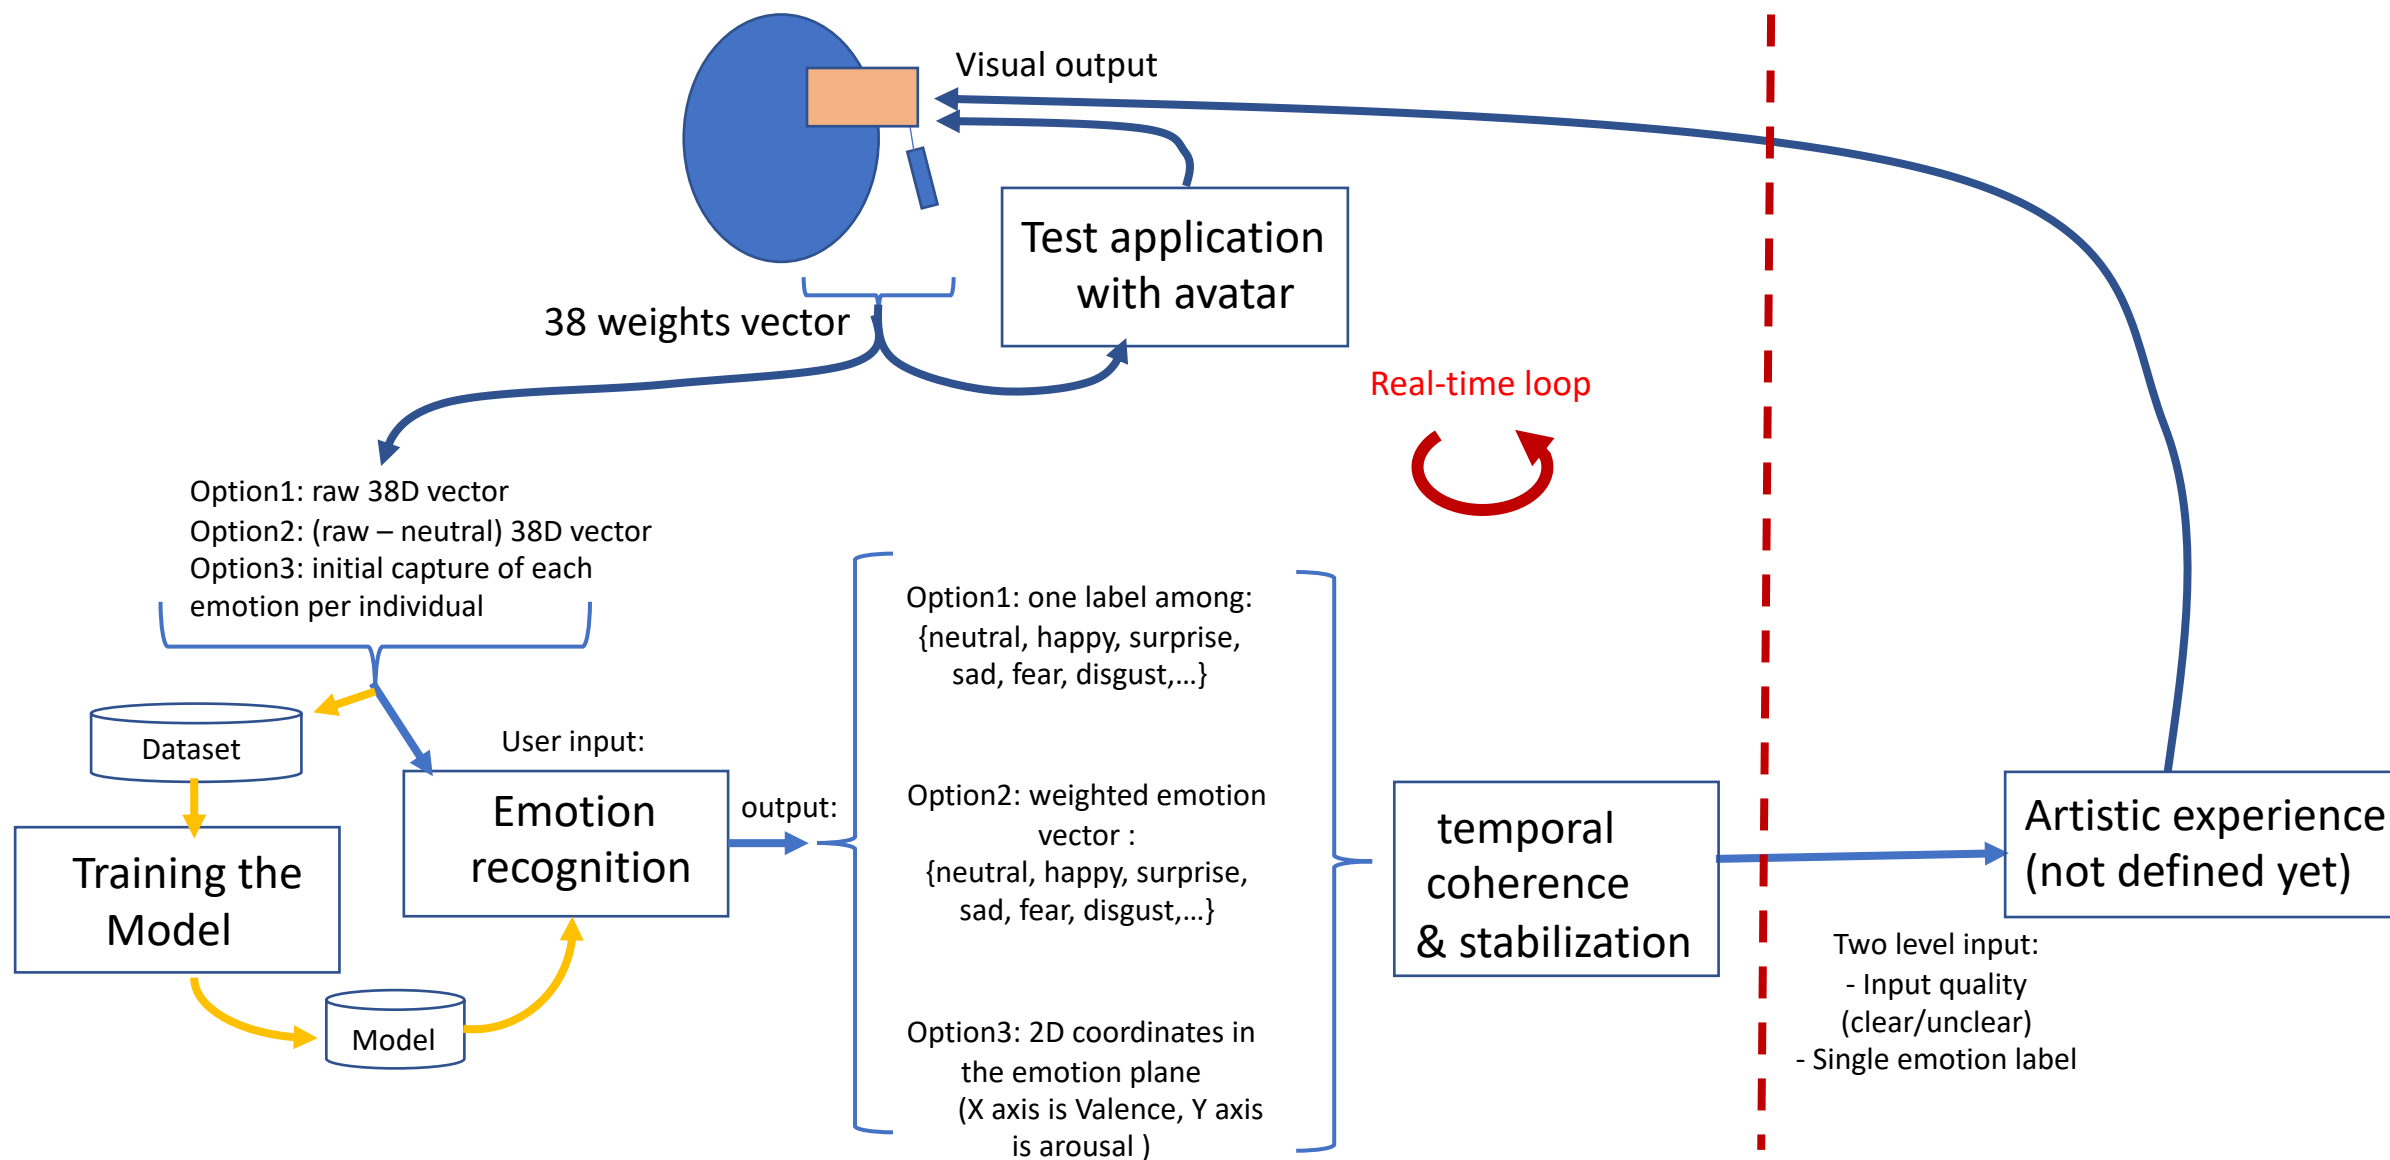 Visual output
Test application
with avatar
38 weights vector
Real-time loop
Option1: raw 38D vector
Option2: (raw – neutral) 38D vector
Option3: initial capture of each
emotion per individual
Dataset
Training the
Model
Model
User input:
Emotion
recognition
output:
Option1: one label among:
{neutral, happy, surprise,
sad, fear, disgust,...}
Option2: weighted emotion
vector :
{neutral, happy, surprise,
sad, fear, disgust,...}
Option3: 2D coordinates in
the emotion plane
(X axis is Valence, Y axis
is arousal )
temporal
coherence
& stabilization
Artistic experience
(not defined yet)
Two level input:
- Input quality
(clear/unclear)
- Single emotion label